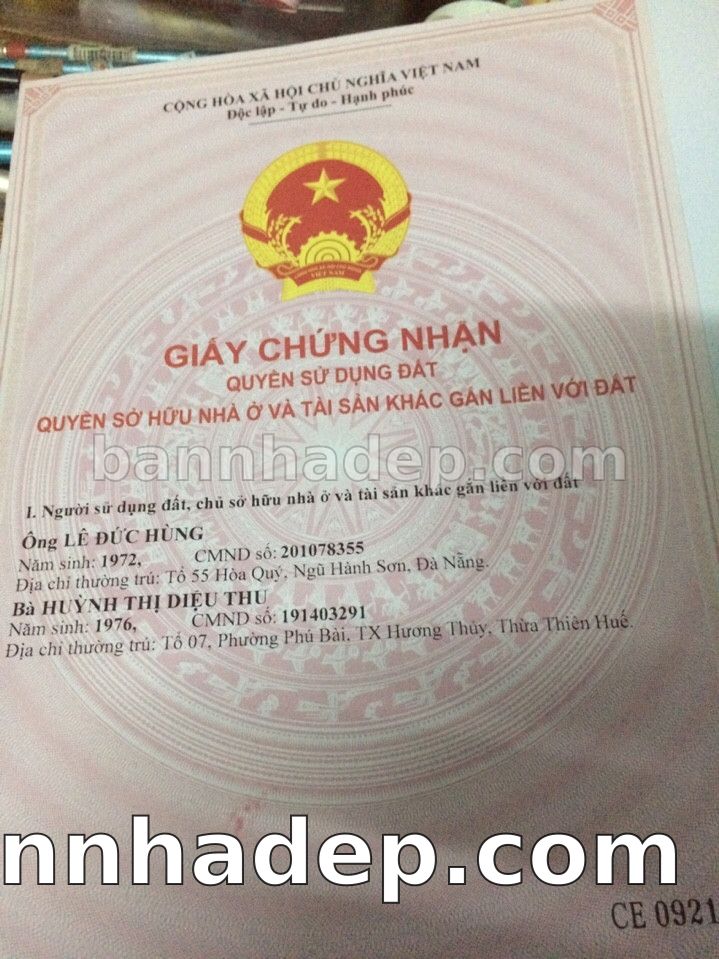 CỘNG HÒA XÃ HỘI CHỦ NGHĨA VIỆT NAM
Độc lập - Tự do - Hạnh phúc
VIỆT NAM
GIẤY CHỨNG NHẬN
QUYỀN SỬ DỤNG ĐẤT
QUYỀN SỞ HỮU NHÀ Ở VÀ TÀI SẢN KHÁC GẮN LIỀN VỚI ĐẤT
bannhadep.com
I. Người sử dụng đất, chủ sở hữu nhà ở và tài sản khác gắn liền với đất
Ông LÊ ĐỨC HÙNG
Năm sinh: 1972, CMND số: 201078355
Địa chỉ thường trú: Tổ 55 Hòa Quý, Ngũ Hành Sơn, Đà Nẵng.
Bà HUỲNH THỊ DIỆU THU
Năm sinh: 1976, CMND số: 191403291
Địa chỉ thường trú: Tổ 07, Phường Phú Bài, TX Hương Thủy, Thừa Thiên Huế.
nnhadep.com
CE 0921